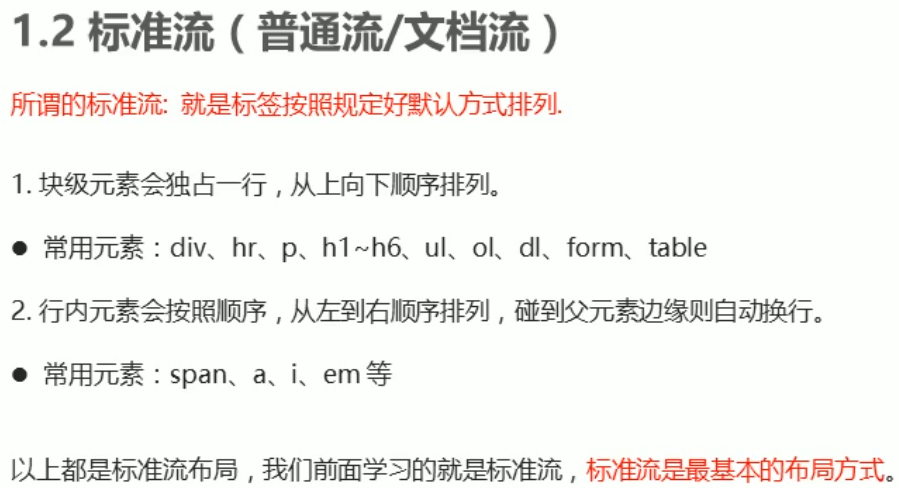 1.2 标准流（普通流/文档流）
所谓的标准流: 就是标签按照规定好默认方式排列.
1. 块级元素会独占一行，从上向下顺序排列。
● 常用元素：div、hr、p、h1~h6、ul、ol、dl、form、table
2. 行内元素会按照顺序，从左到右顺序排列，碰到父元素边缘则自动换行。
● 常用元素：span、a、i、em 等
以上都是标准流布局，我们前面学习的就是标准流，标准流是最基本的布局方式。